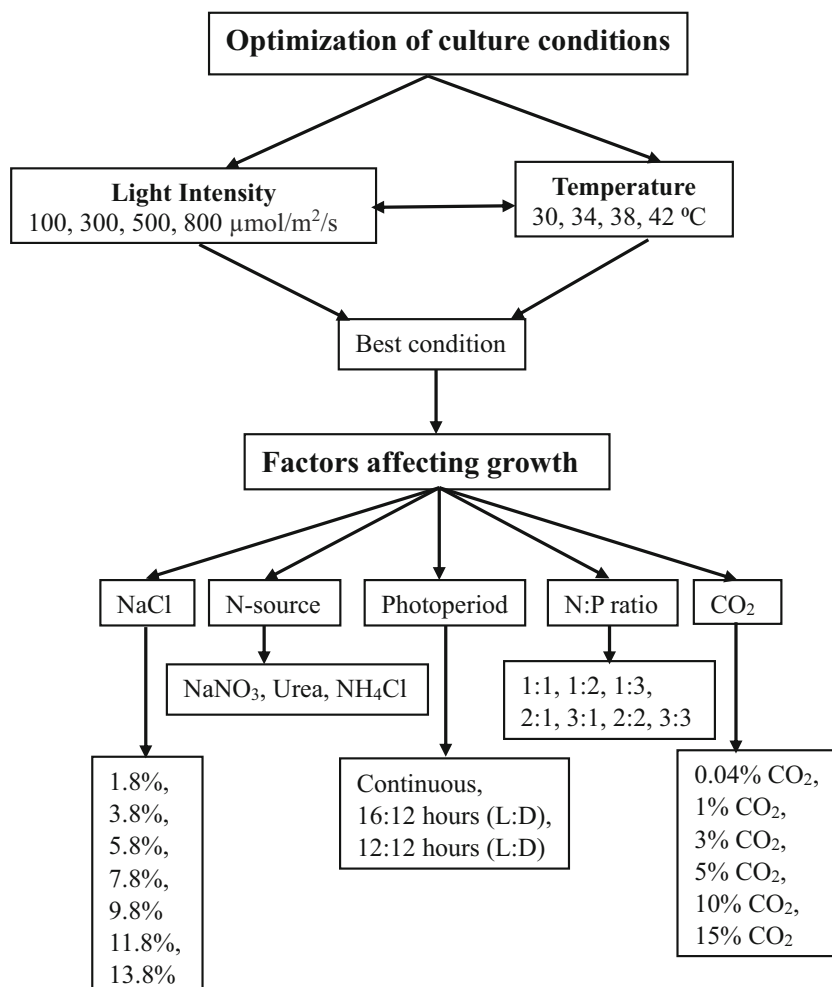 Optimization of culture conditions
Light Intensity
100, 300, 500, 800 µmol/m²/s
Temperature
30, 34, 38, 42 ⁰C
Best condition
Factors affecting growth
NaCl
N-source
Photoperiod
N:P ratio
CO₂
NaNO₃, Urea, NH₄Cl
1:1, 1:2, 1:3,
2:1, 3:1, 2:2, 3:3
1.8%,
3.8%,
5.8%,
7.8%,
9.8%
11.8%,
13.8%
Continuous,
16:12 hours (L:D),
12:12 hours (L:D)
0.04% CO₂,
1% CO₂,
3% CO₂,
5% CO₂,
10% CO₂,
15% CO₂